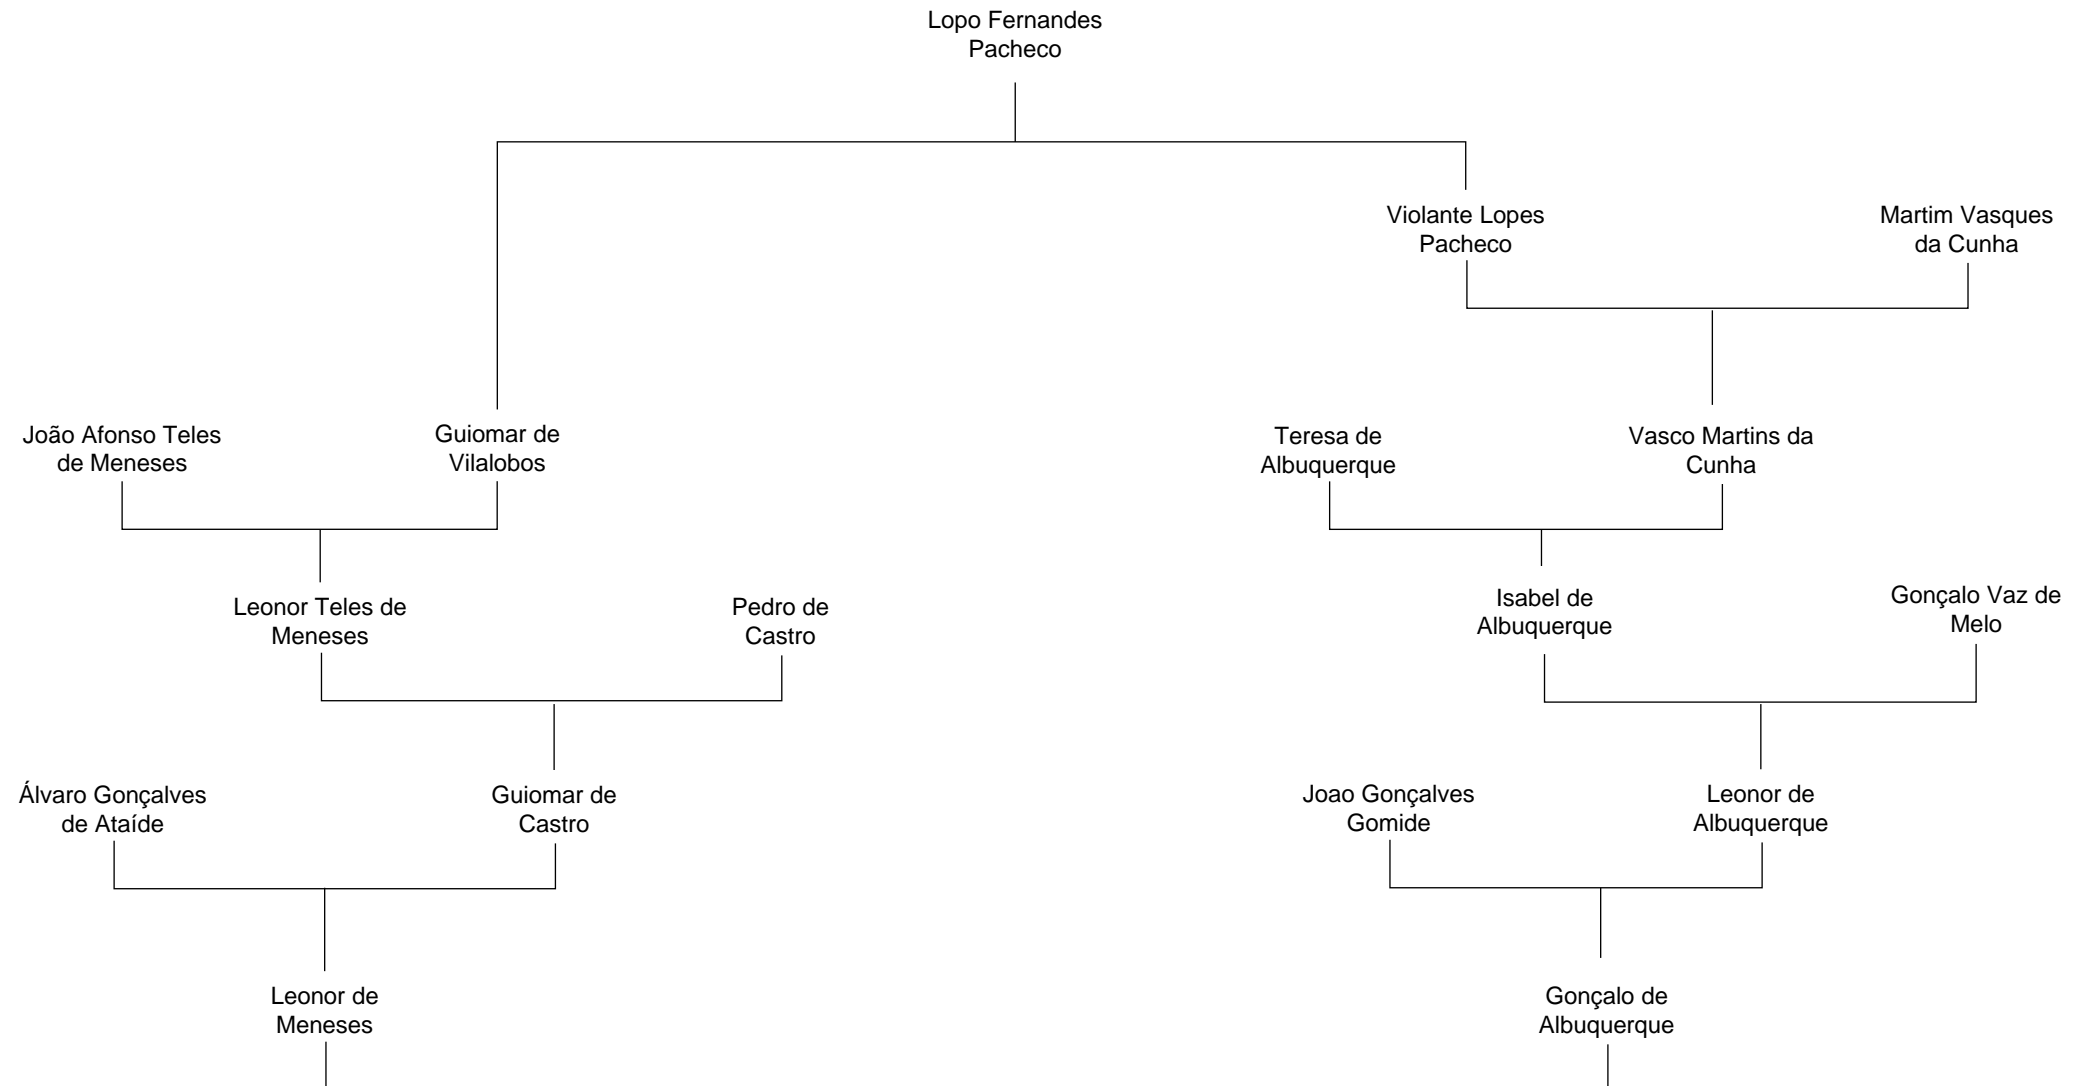 Lopo Fernandes
Pacheco
Violante Lopes
Pacheco
Martim Vasques
da Cunha
João Afonso Teles
de Meneses
Guiomar de
Vilalobos
Teresa de
Albuquerque
Vasco Martins da
Cunha
Leonor Teles de
Meneses
Pedro de
Castro
Isabel de
Albuquerque
Gonçalo Vaz de
Melo
Álvaro Gonçalves
de Ataíde
Guiomar de
Castro
Joao Gonçalves
Gomide
Leonor de
Albuquerque
Leonor de
Meneses
Gonçalo de
Albuquerque